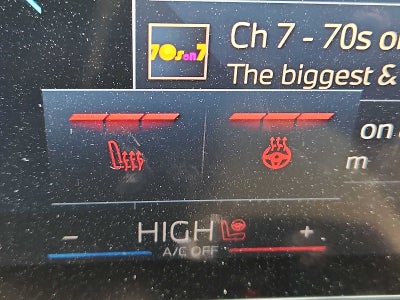 70s on 7
Ch 7 - 70s o
The biggest &
on
m
− HIGH +
A/C OFF